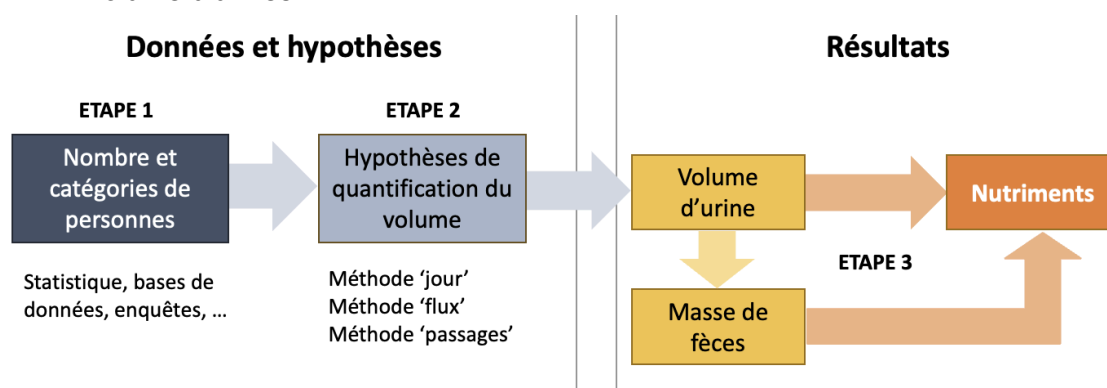 Données et hypothèses
Résultats
ETAPE 1
ETAPE 2
Nombre et
catégories de
personnes
Hypothèses de
quantification du
volume
Volume
d’urine
Nutriments
Statistique, bases de
données, enquêtes, ...
Méthode ‘jour’
Méthode ‘flux’
Méthode ‘passages’
ETAPE 3
Masse de
fèces